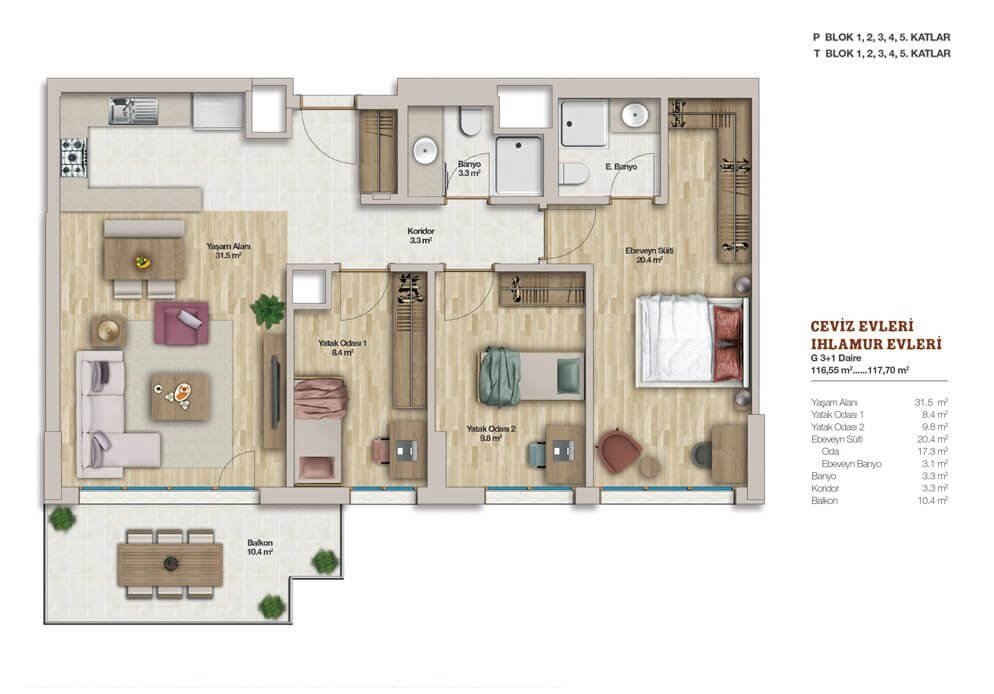 P BLOK 1, 2, 3, 4, 5. KATLAR
T BLOK 1, 2, 3, 4, 5. KATLAR
Banyo
3.3 m²
E. Banyo
Koridor
3.3 m²
Yaşam Alanı
31.5 m²
Ebeveyn Süiti
20.4 m²
Yatak Odası 1
8.4 m²
Yatak Odası 2
9.8 m²
Balkon
10.4 m²
CEVİZ EVLERİ
IHLAMUR EVLERİ
G 3+1 Daire
116,55 m²......117,70 m²
Yaşam Alanı 31.5 m²
Yatak Odası 1 8.4 m²
Yatak Odası 2 9.8 m²
Ebeveyn Süiti 20.4 m²
Oda 17.3 m²
Ebeveyn Banyo 3.1 m²
Banyo 3.3 m²
Koridor 3.3 m²
Balkon 10.4 m²